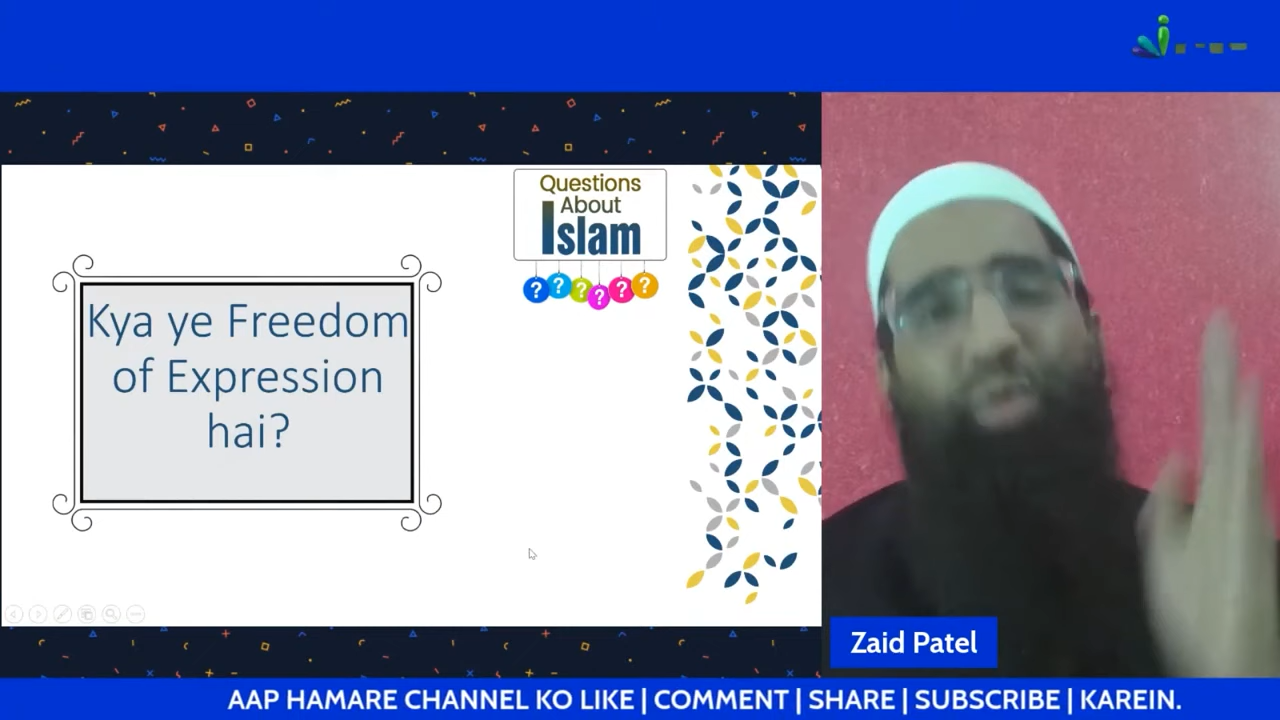 Questions
About
Islam
? ? ? ? ? ?
Kya ye Freedom
of Expression
hai?
Zaid Patel
AAP HAMARE CHANNEL KO LIKE | COMMENT | SHARE | SUBSCRIBE | KAREIN.